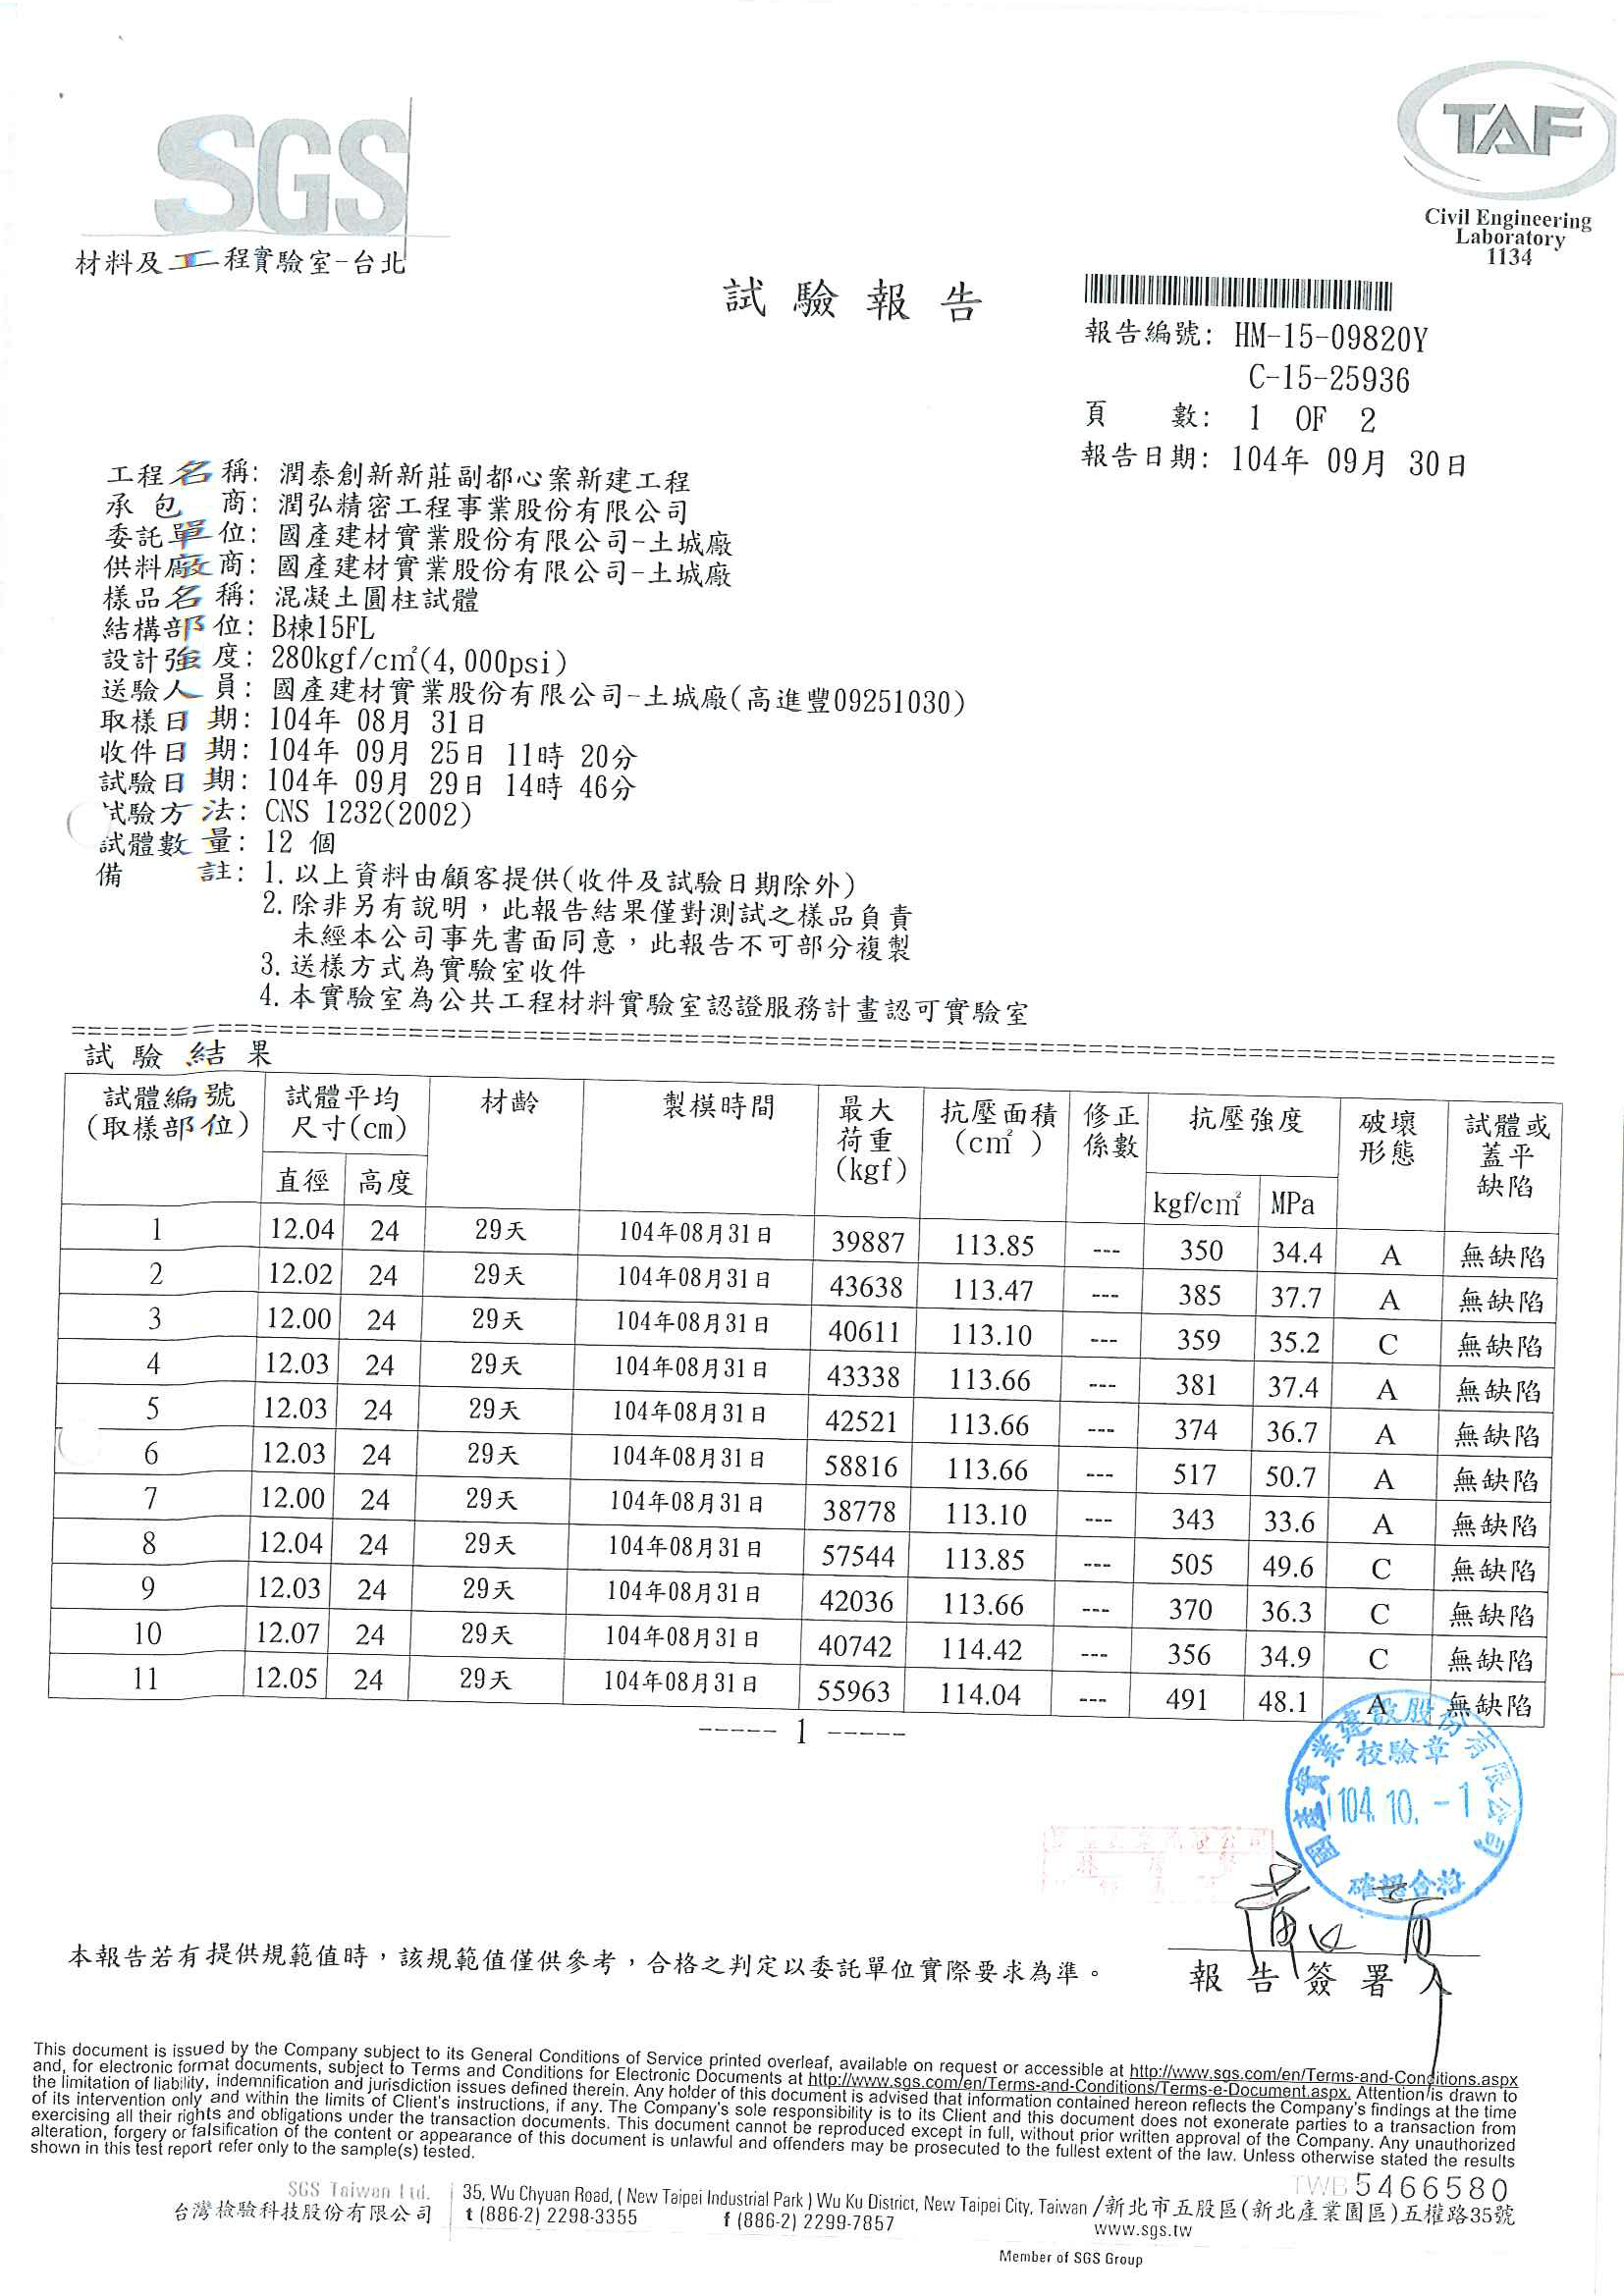 SGS
TAF
Civil Engineering
Laboratory
1134
材料及工程實驗室-台北
試驗報告
報告編號: HM-15-09820Y
C-15-25936
頁 數: 1 OF 2
報告日期: 104年 09月 30日
工程名稱: 潤泰創新新莊副都心案新建工程
承包商: 潤弘精密工程事業股份有限公司
委託單位: 國產建材實業股份有限公司-土城廠
供料廠商: 國產建材實業股份有限公司-土城廠
樣品名稱: 混凝土圓柱試體
結構部位: B棟15FL
設計強度: 280kgf/c㎡(4,000psi)
送驗人員: 國產建材實業股份有限公司-土城廠(高進豐09251030)
取樣日期: 104年 08月 31日
收件日期: 104年 09月 25日 11時 20分
試驗日期: 104年 09月 29日 14時 46分
試驗方法: CNS 1232(2002)
試體數量: 12 個
備 註: 1.以上資料由顧客提供(收件及試驗日期除外)
2.除非另有說明，此報告結果僅對測試之樣品負責
未經本公司事先書面同意，此報告不可部分複製
3.送樣方式為實驗室收件
4.本實驗室為公共工程材料實驗室認證服務計畫認可實驗室
試驗結果
試體編號(取樣部位) 試體平均尺寸(cm) 材齡 製模時間 最大荷重(kgf) 抗壓面積(c㎡) 修正係數 抗壓強度 破壞形態 試體或蓋平缺陷
直徑 高度 kgf/c㎡ MPa
1 12.04 24 29天 104年08月31日 39887 113.85 --- 350 34.4 A 無缺陷
2 12.02 24 29天 104年08月31日 43638 113.47 --- 385 37.7 A 無缺陷
3 12.00 24 29天 104年08月31日 40611 113.10 --- 359 35.2 C 無缺陷
4 12.03 24 29天 104年08月31日 43338 113.66 --- 381 37.4 A 無缺陷
5 12.03 24 29天 104年08月31日 42521 113.66 --- 374 36.7 A 無缺陷
6 12.03 24 29天 104年08月31日 58816 113.66 --- 517 50.7 A 無缺陷
7 12.00 24 29天 104年08月31日 38778 113.10 --- 343 33.6 A 無缺陷
8 12.04 24 29天 104年08月31日 57544 113.85 --- 505 49.6 C 無缺陷
9 12.03 24 29天 104年08月31日 42036 113.66 --- 370 36.3 C 無缺陷
10 12.07 24 29天 104年08月31日 40742 114.42 --- 356 34.9 C 無缺陷
11 12.05 24 29天 104年08月31日 55963 114.04 --- 491 48.1 A 無缺陷
----- 1 -----
國產實業建設股份有限公司
校驗章
104.10.-1
確認合格
本報告若有提供規範值時，該規範值僅供參考，合格之判定以委託單位實際要求為準。
報告簽署人
This document is issued by the Company subject to its General Conditions of Service printed overleaf, available on request or accessible at http://www.sgs.com/en/Terms-and-Conditions.aspx
and, for electronic format documents, subject to Terms and Conditions for Electronic Documents at http://www.sgs.com/en/Terms-and-Conditions/Terms-e-Document.aspx. Attention is drawn to
the limitation of liability, indemnification and jurisdiction issues defined therein. Any holder of this document is advised that information contained hereon reflects the Company's findings at the time
of its intervention only and within the limits of Client's instructions, if any. The Company's sole responsibility is to its Client and this document does not exonerate parties to a transaction from
exercising all their rights and obligations under the transaction documents. This document cannot be reproduced except in full, without prior written approval of the Company. Any unauthorized
alteration, forgery or falsification of the content or appearance of this document is unlawful and offenders may be prosecuted to the fullest extent of the law. Unless otherwise stated the results
shown in this test report refer only to the sample(s) tested.
TWB 5466580
SGS Taiwan Ltd.
台灣檢驗科技股份有限公司
35, Wu Chyuan Road, ( New Taipei Industrial Park ) Wu Ku District, New Taipei City, Taiwan /新北市五股區(新北產業園區)五權路35號
t (886-2) 2298-3355 f (886-2) 2299-7857 www.sgs.tw
Member of SGS Group